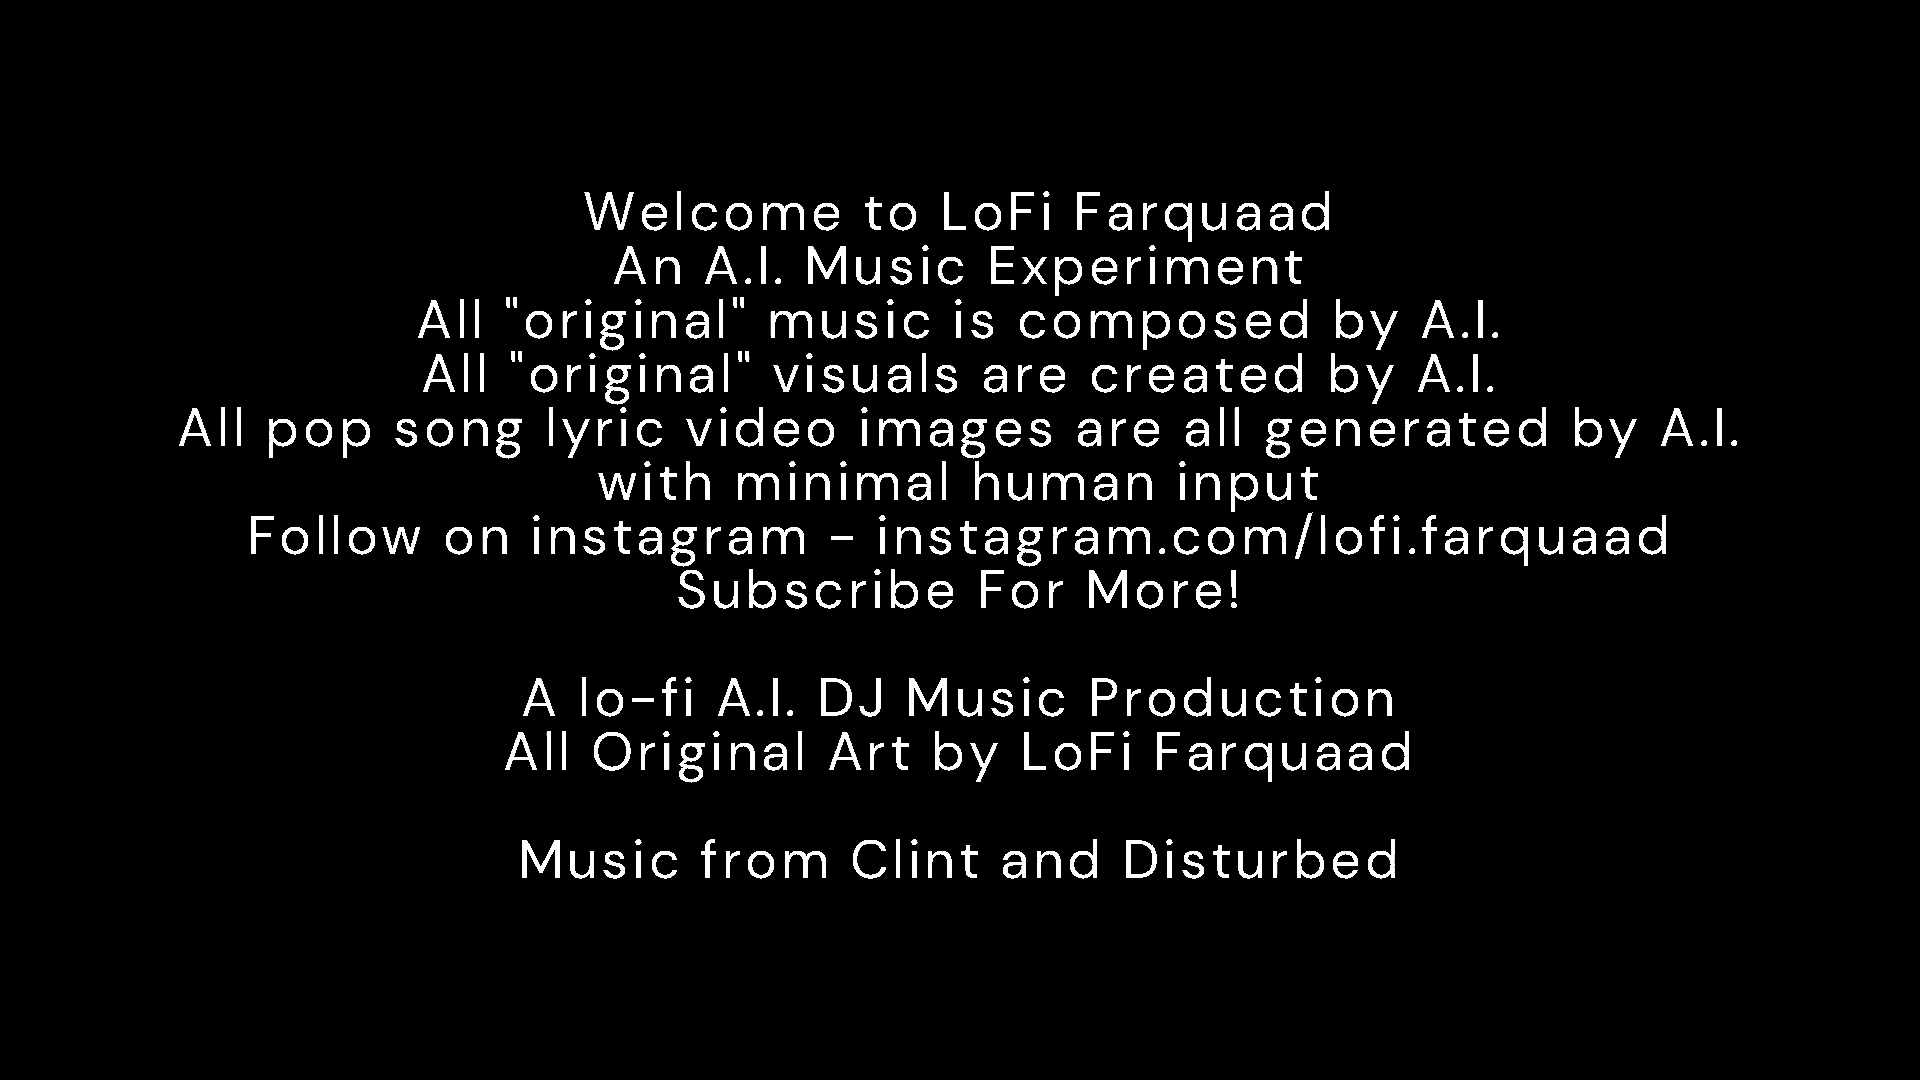 Welcome to LoFi Farquaad
An A.I. Music Experiment
All "original" music is composed by A.I.
All "original" visuals are created by A.I.
All pop song lyric video images are all generated by A.I.
with minimal human input
Follow on instagram - instagram.com/lofi.farquaad
Subscribe For More!
A lo-fi A.I. DJ Music Production
All Original Art by LoFi Farquaad
Music from Clint and Disturbed